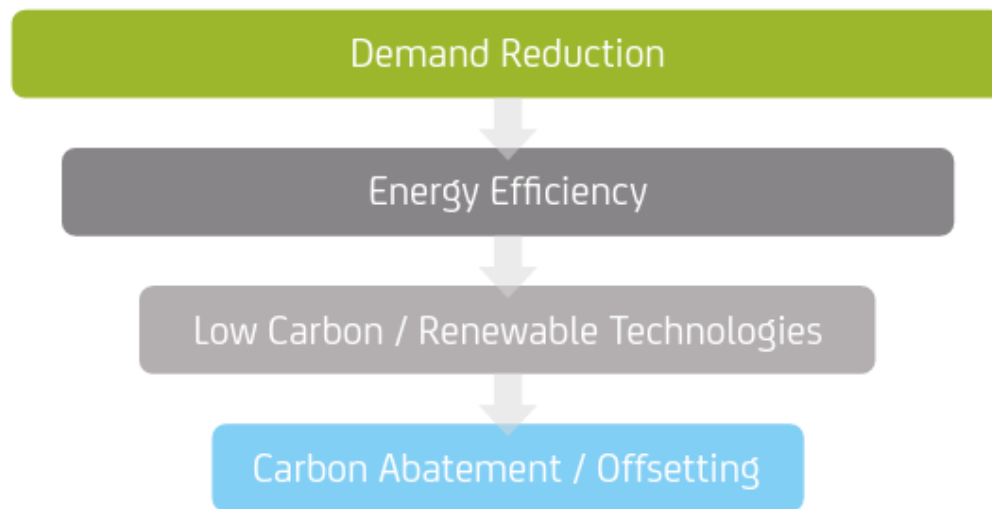 Demand Reduction
Energy Efficiency
Low Carbon / Renewable Technologies
Carbon Abatement / Offsetting